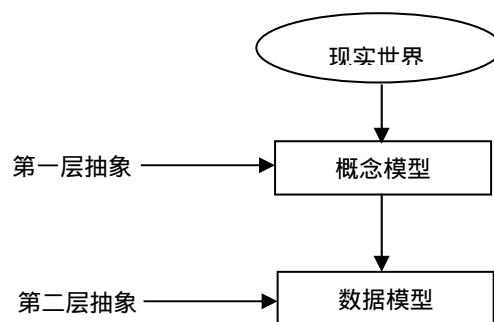 现实世界
第一层抽象
概念模型
第二层抽象
数据模型